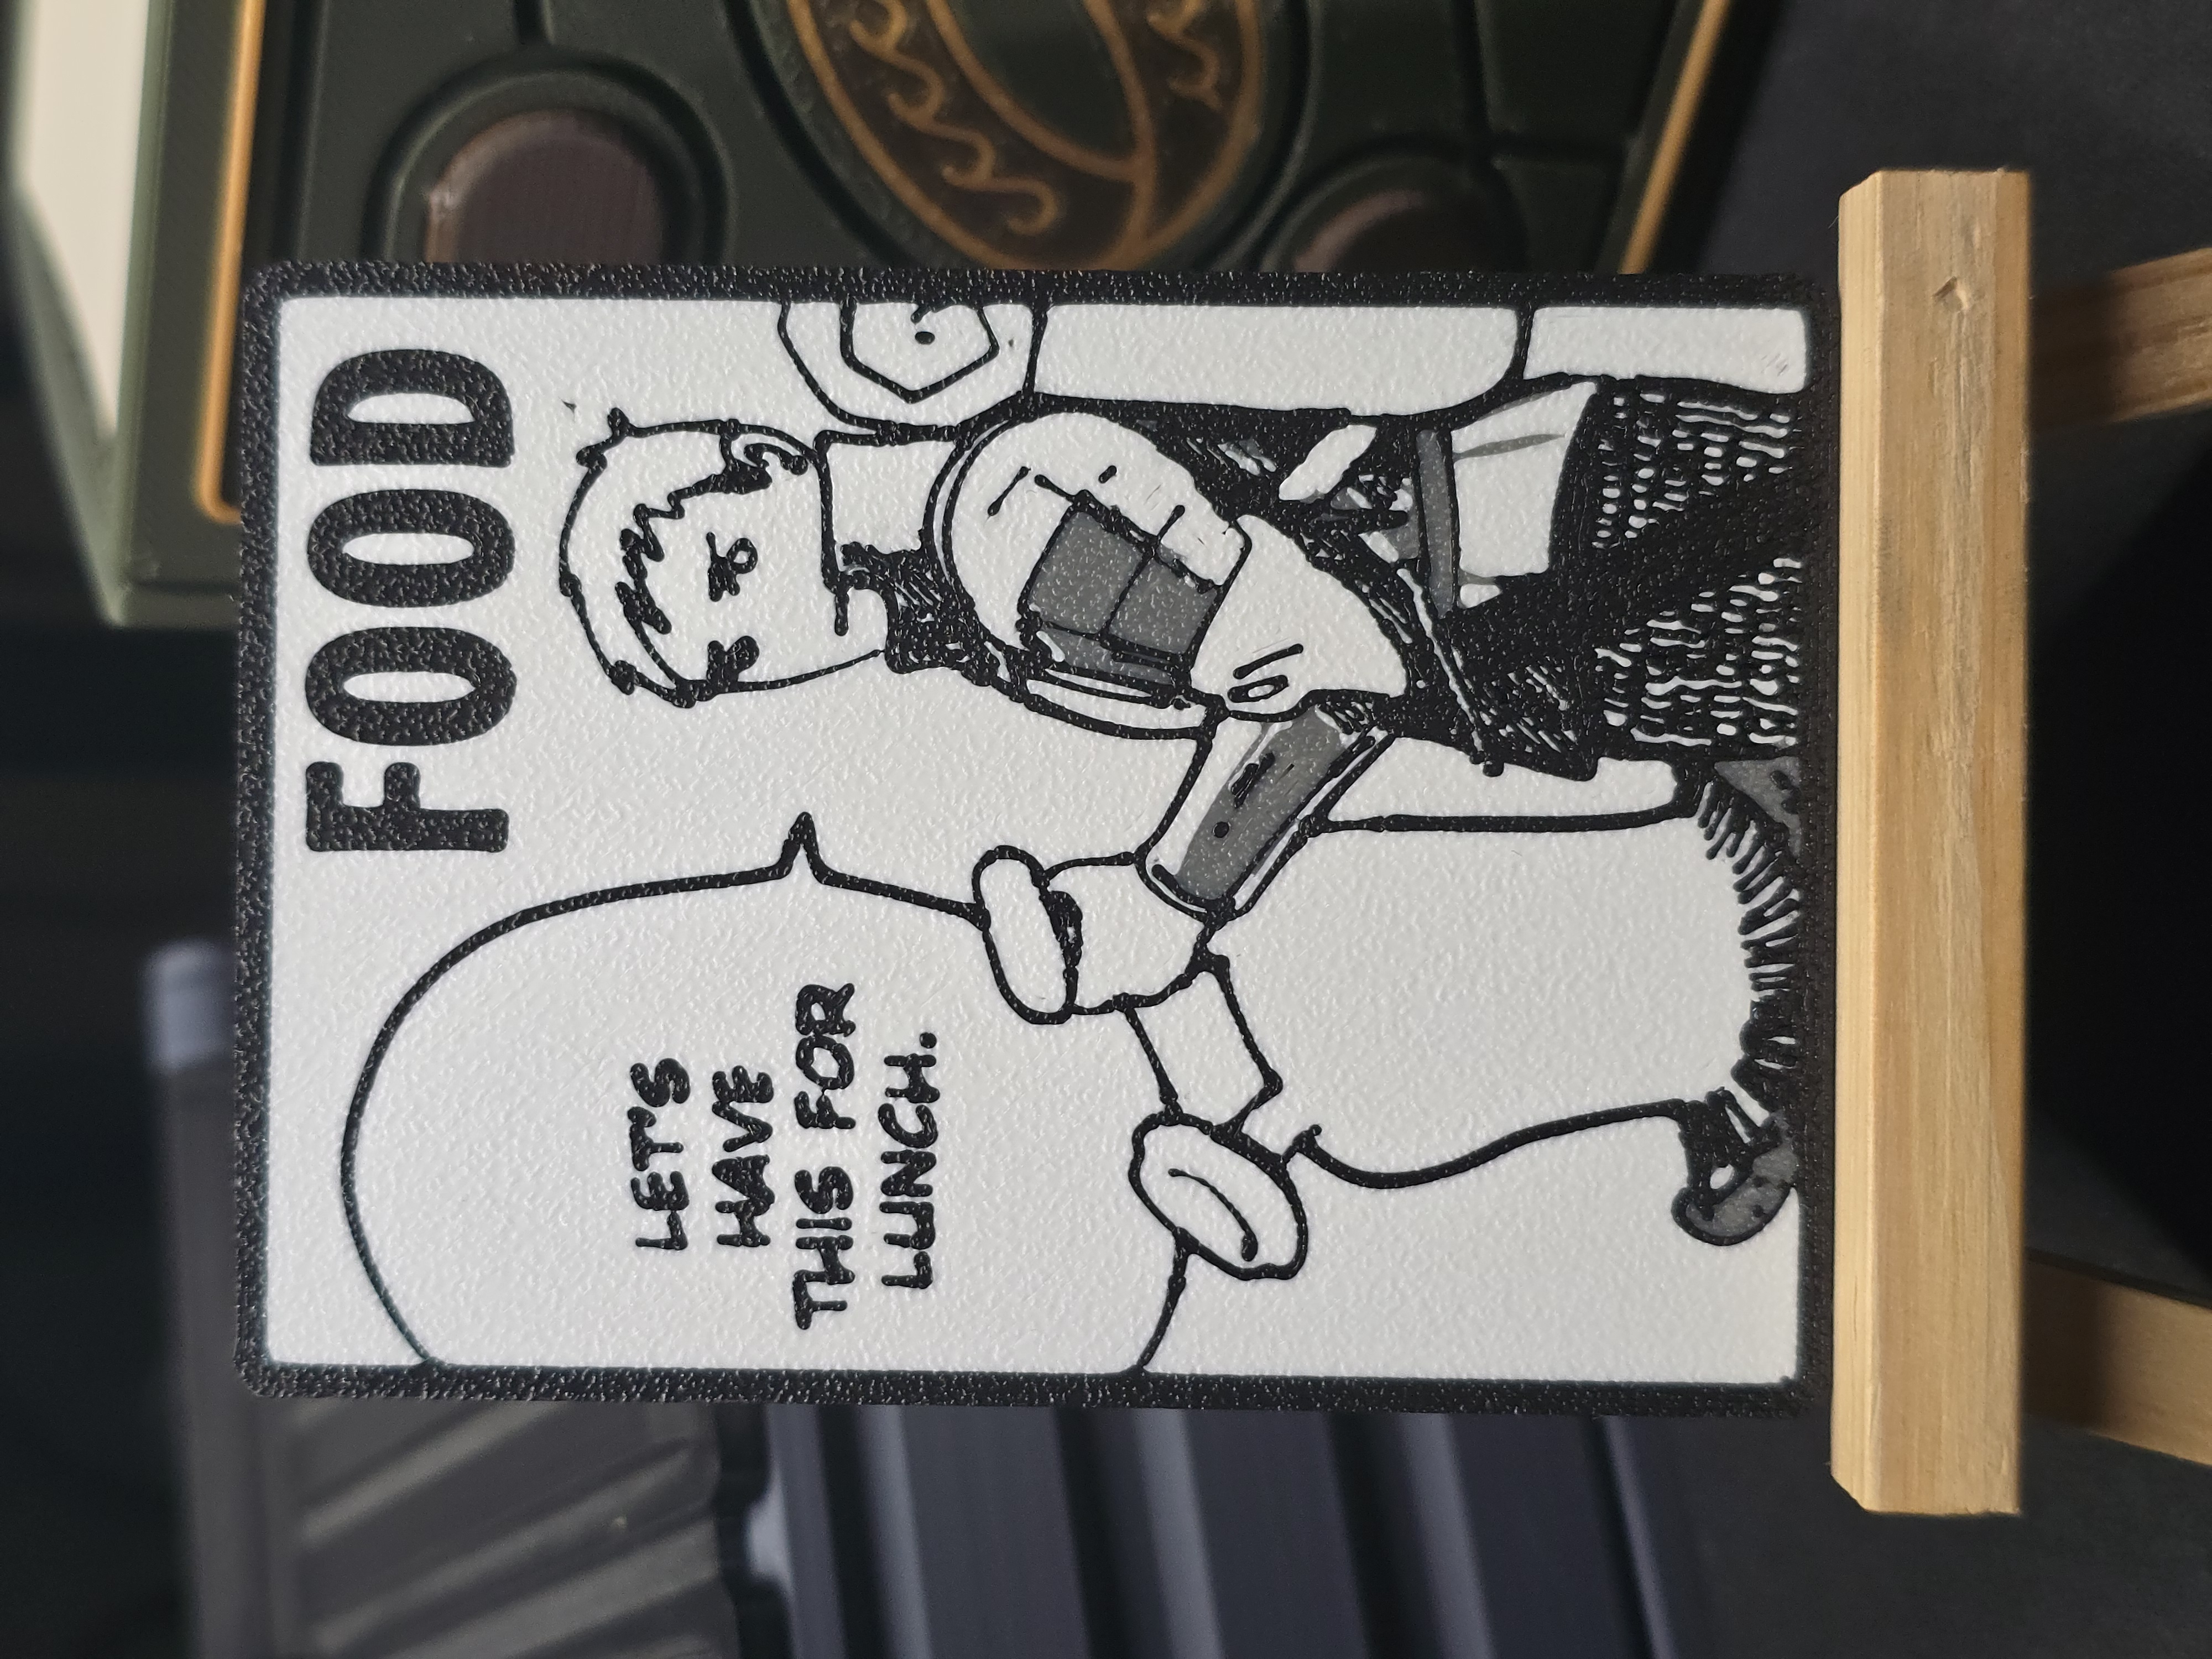 FOOD
LET'S
HAVE
THIS FOR
LUNCH.